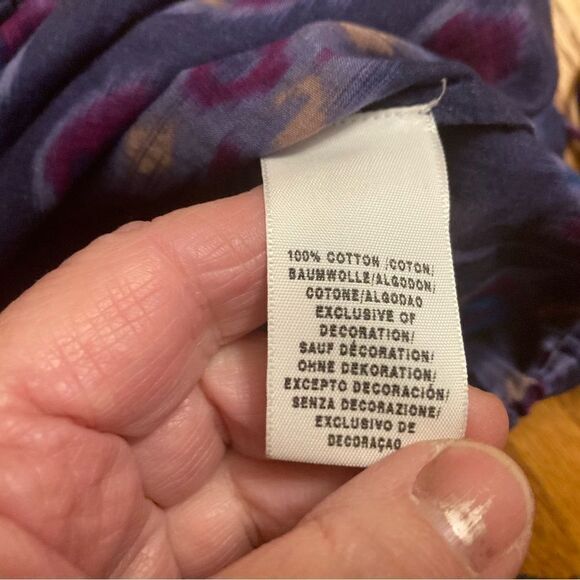 100% COTTON /COTON/
BAUMWOLLE/ALGODON/
COTONE/ALGODAO
EXCLUSIVE OF
DECORATION/
SAUF DÉCORATION/
OHNE DEKORATION/
EXCEPTO DECORACIÓN/
SENZA DECORAZIONE/
EXCLUSIVO DE
DECORAÇAO